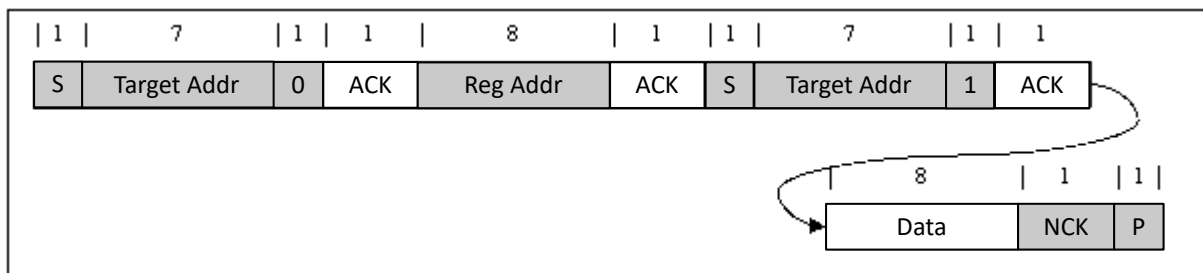 | 1 | 7 | 1 | 1 | 8 | 1 | 1 | 7 | 1 | 1
S Target Addr 0 ACK Reg Addr ACK S Target Addr 1 ACK
| 8 | 1 | 1 |
Data NCK P